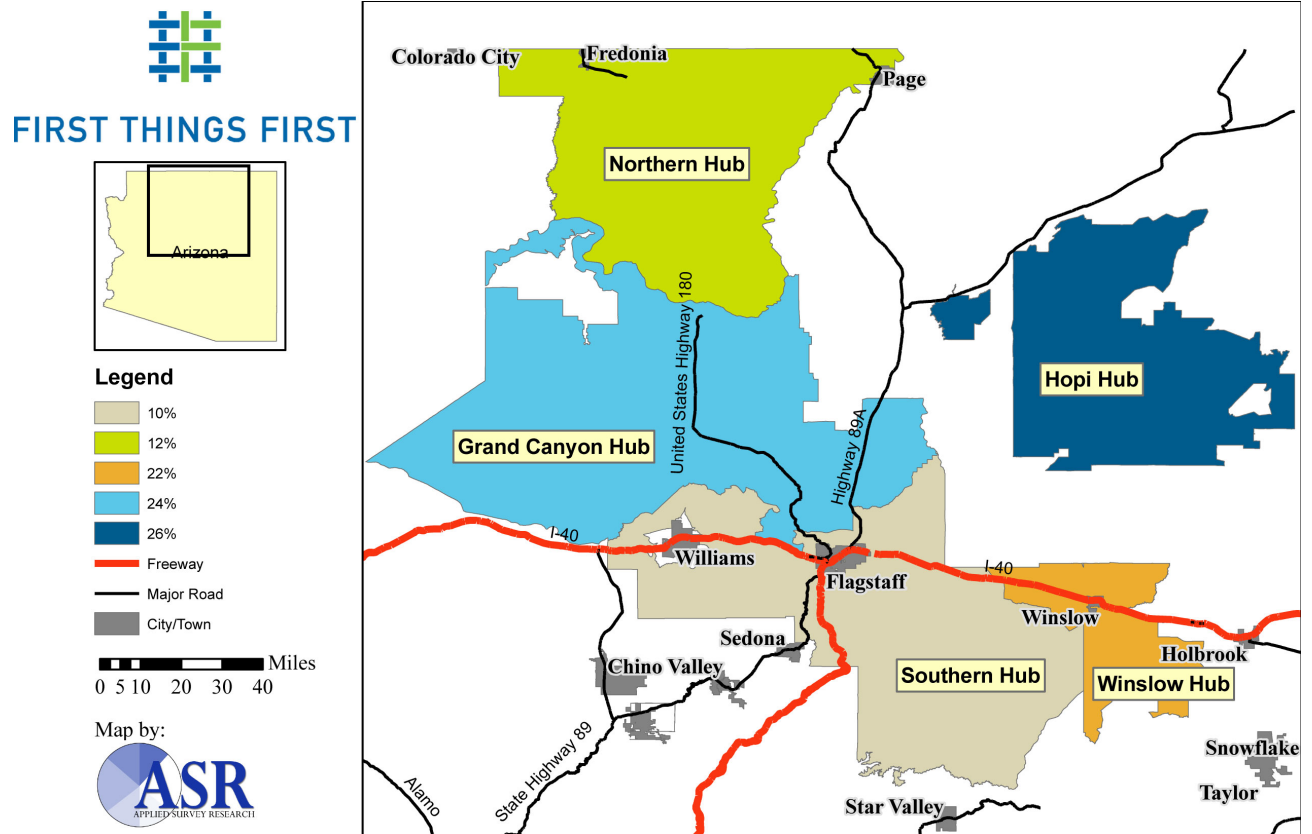 FIRST THINGS FIRST
Arizona
Legend
10%
12%
22%
24%
26%
Freeway
Major Road
City/Town
Miles
0 5 10 20 30 40
Map by:
ASR
APPLIED SURVEY RESEARCH
Colorado City
Fredonia
Page
Northern Hub
United States Highway 180
Hopi Hub
Grand Canyon Hub
Highway 89A
I-40
Williams
Flagstaff
I-40
Winslow
Sedona
Holbrook
Chino Valley
Southern Hub
Winslow Hub
State Highway 89
Snowflake
Taylor
Alamo
Star Valley